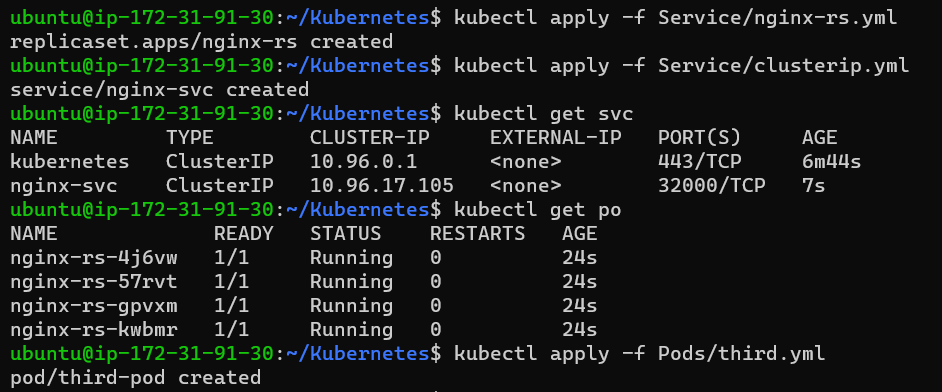 ubuntu@ip-172-31-91-30:~/Kubernetes$ kubectl apply -f Service/nginx-rs.yml
replicaset.apps/nginx-rs created
ubuntu@ip-172-31-91-30:~/Kubernetes$ kubectl apply -f Service/clusterip.yml
service/nginx-svc created
ubuntu@ip-172-31-91-30:~/Kubernetes$ kubectl get svc
NAME         TYPE        CLUSTER-IP     EXTERNAL-IP   PORT(S)     AGE
kubernetes   ClusterIP   10.96.0.1      <none>        443/TCP     6m44s
nginx-svc    ClusterIP   10.96.17.105   <none>        32000/TCP   7s
ubuntu@ip-172-31-91-30:~/Kubernetes$ kubectl get po
NAME             READY   STATUS    RESTARTS   AGE
nginx-rs-4j6vw   1/1     Running   0          24s
nginx-rs-57rvt   1/1     Running   0          24s
nginx-rs-gpvxm   1/1     Running   0          24s
nginx-rs-kwbmr   1/1     Running   0          24s
ubuntu@ip-172-31-91-30:~/Kubernetes$ kubectl apply -f Pods/third.yml
pod/third-pod created